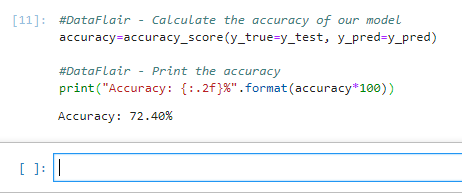 [11]: #DataFlair - Calculate the accuracy of our model
accuracy=accuracy_score(y_true=y_test, y_pred=y_pred)
#DataFlair - Print the accuracy
print("Accuracy: {:.2f}%".format(accuracy*100))
Accuracy: 72.40%
[ ]: